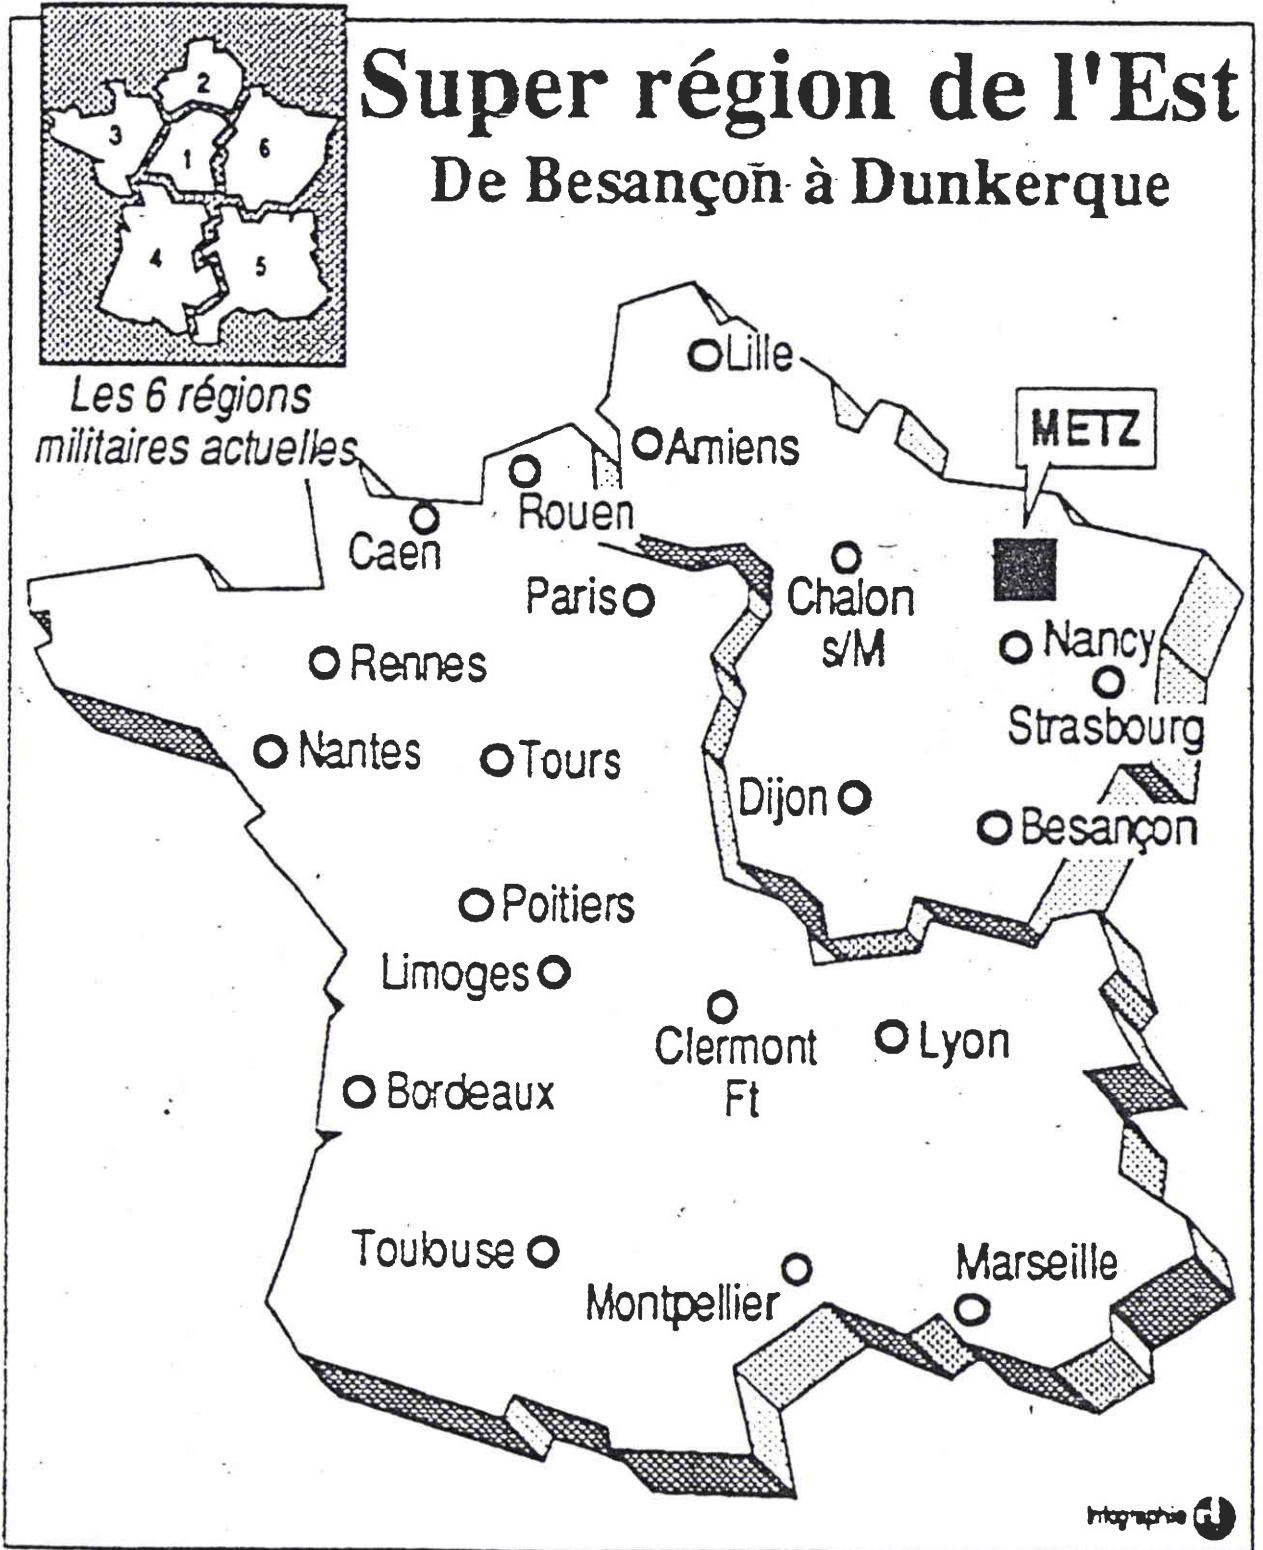 Super région de l'Est
De Besançon à Dunkerque
2
3
1
6
4
5
Les 6 régions
militaires actuelles
Lille
METZ
Amiens
Rouen
Caen
Chalon
s/M
Paris
Nancy
Rennes
Strasbourg
Nantes
Tours
Dijon
Besançon
Poitiers
Limoges
Clermont
Ft
Lyon
Bordeaux
Toulouse
Marseille
Montpellier
Infographie